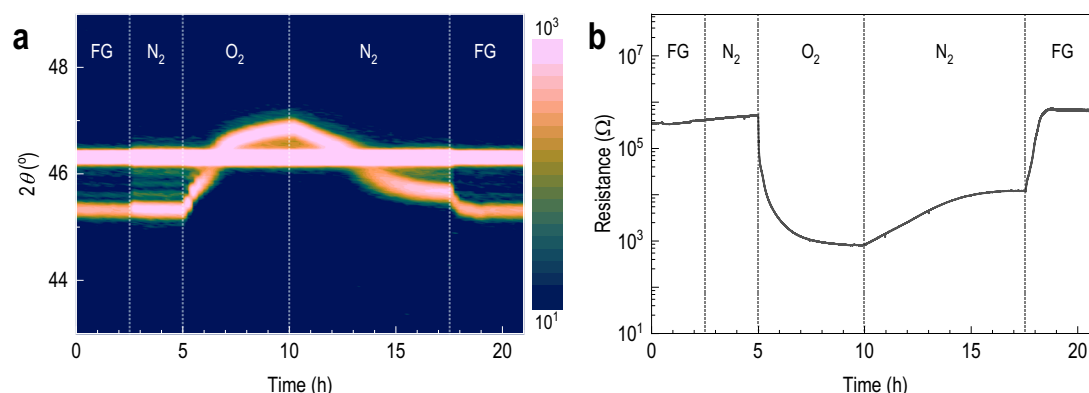 a
FG N₂ O₂ N₂ FG
48
46
44
2θ (°)
0 5 10 15 20
Time (h)
10³
10¹
b
FG N₂ O₂ N₂ FG
10⁷
10⁵
10³
10¹
Resistance (Ω)
0 5 10 15 20
Time (h)